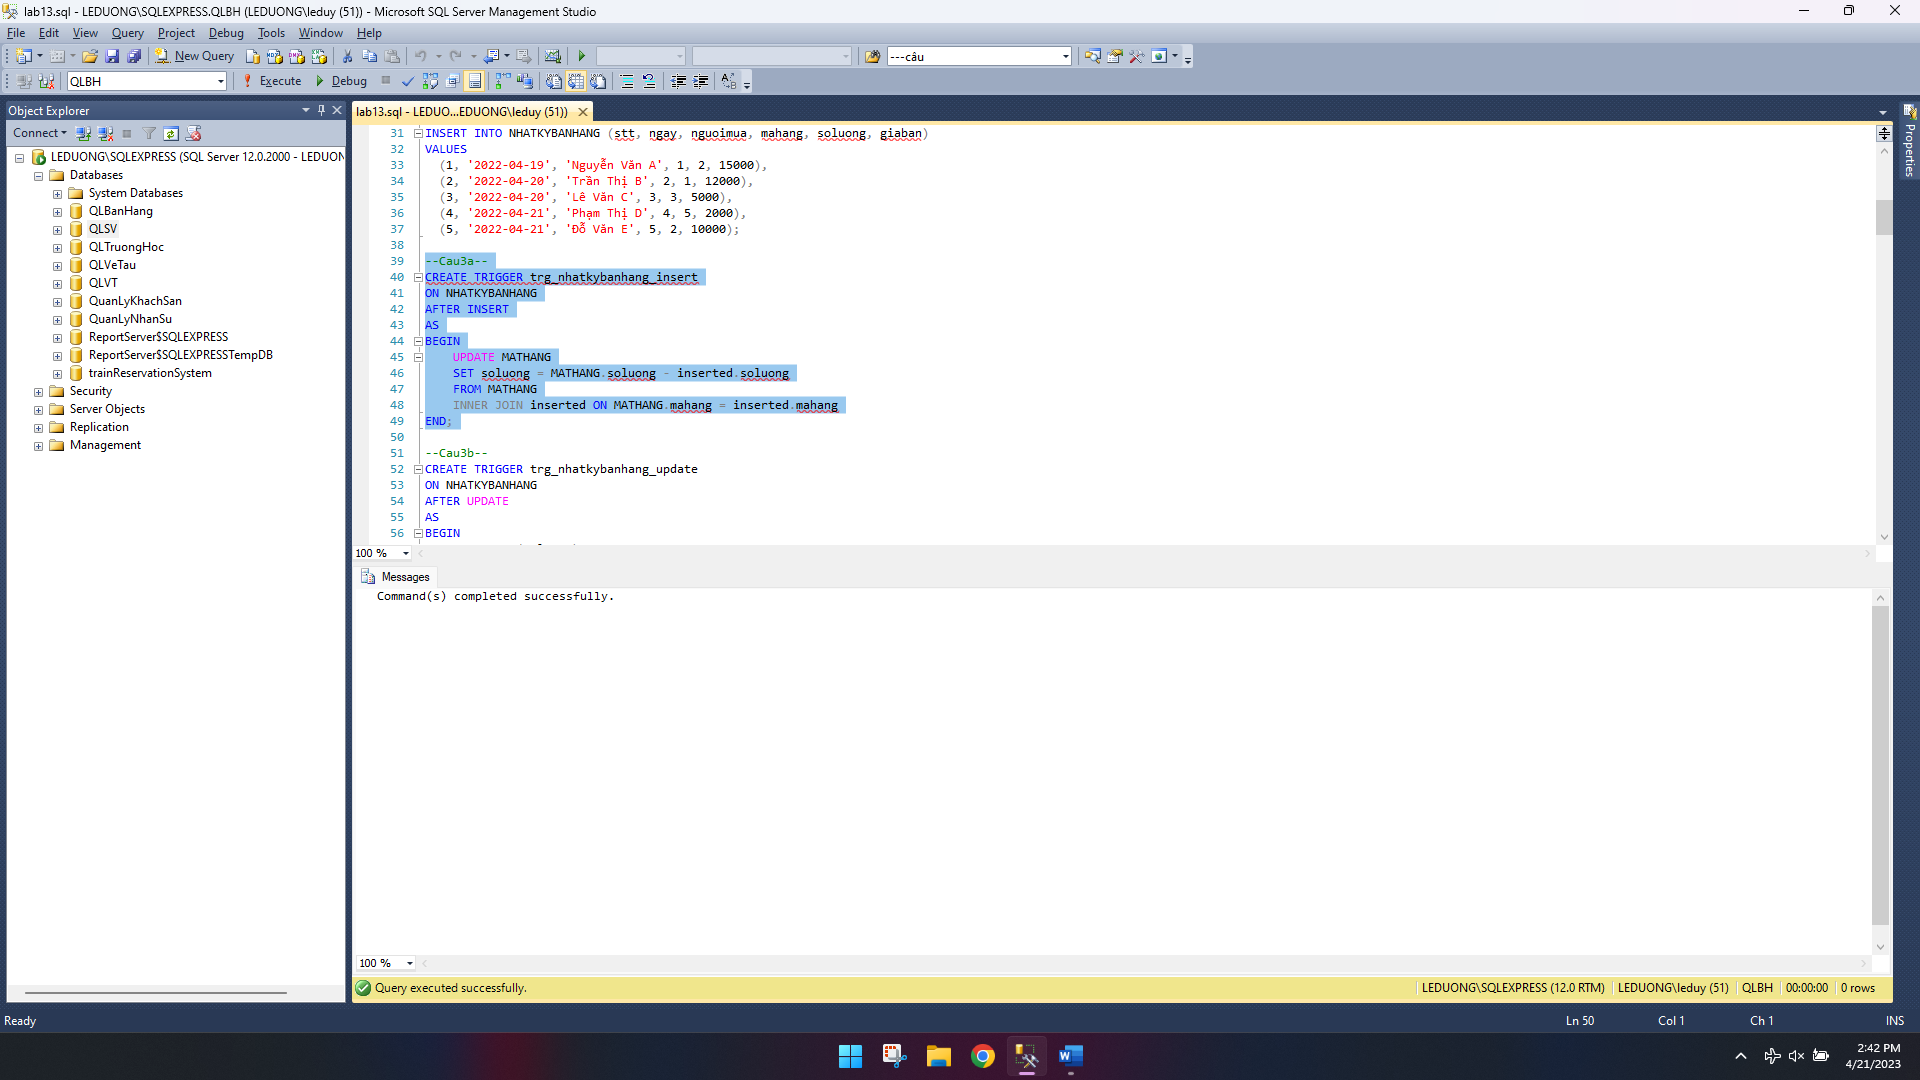 lab13.sql - LEDUONG\SQLEXPRESS.QLBH (LEDUONG\leduy (51)) - Microsoft SQL Server Management Studio
File Edit View Query Project Debug Tools Window Help
New Query ---câu
QLBH Execute Debug
Object Explorer
Connect
LEDUONG\SQLEXPRESS (SQL Server 12.0.2000 - LEDUON
Databases
System Databases
QLBanHang
QLSV
QLTruongHoc
QLVeTau
QLVT
QuanLyKhachSan
QuanLyNhanSu
ReportServer$SQLEXPRESS
ReportServer$SQLEXPRESSTempDB
trainReservationSystem
Security
Server Objects
Replication
Management
lab13.sql - LEDUO...EDUONG\leduy (51))
31 INSERT INTO NHATKYBANHANG (stt, ngay, nguoimua, mahang, soluong, giaban)
32 VALUES
33 (1, '2022-04-19', 'Nguyễn Văn A', 1, 2, 15000),
34 (2, '2022-04-20', 'Trần Thị B', 2, 1, 12000),
35 (3, '2022-04-20', 'Lê Văn C', 3, 3, 5000),
36 (4, '2022-04-21', 'Phạm Thị D', 4, 5, 2000),
37 (5, '2022-04-21', 'Đỗ Văn E', 5, 2, 10000);
38
39 --Cau3a--
40 CREATE TRIGGER trg_nhatkybanhang_insert
41 ON NHATKYBANHANG
42 AFTER INSERT
43 AS
44 BEGIN
45 UPDATE MATHANG
46 SET soluong = MATHANG.soluong - inserted.soluong
47 FROM MATHANG
48 INNER JOIN inserted ON MATHANG.mahang = inserted.mahang
49 END;
50
51 --Cau3b--
52 CREATE TRIGGER trg_nhatkybanhang_update
53 ON NHATKYBANHANG
54 AFTER UPDATE
55 AS
56 BEGIN
100 %
Messages
Command(s) completed successfully.
100 %
Query executed successfully. LEDUONG\SQLEXPRESS (12.0 RTM) LEDUONG\leduy (51) QLBH 00:00:00 0 rows
Properties
Ready Ln 50 Col 1 Ch 1 INS
2:42 PM
4/21/2023